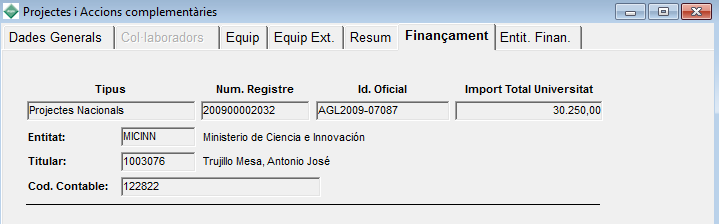 Projectes i Accions complementàries
Dades Generals Col·laboradors Equip Equip Ext. Resum Finançament Entit. Finan.
Tipus Num. Registre Id. Oficial Import Total Universitat
Projectes Nacionals 200900002032 AGL2009-07087 30.250,00
Entitat: MICINN Ministerio de Ciencia e Innovación
Titular: 1003076 Trujillo Mesa, Antonio José
Cod. Contable: 122822